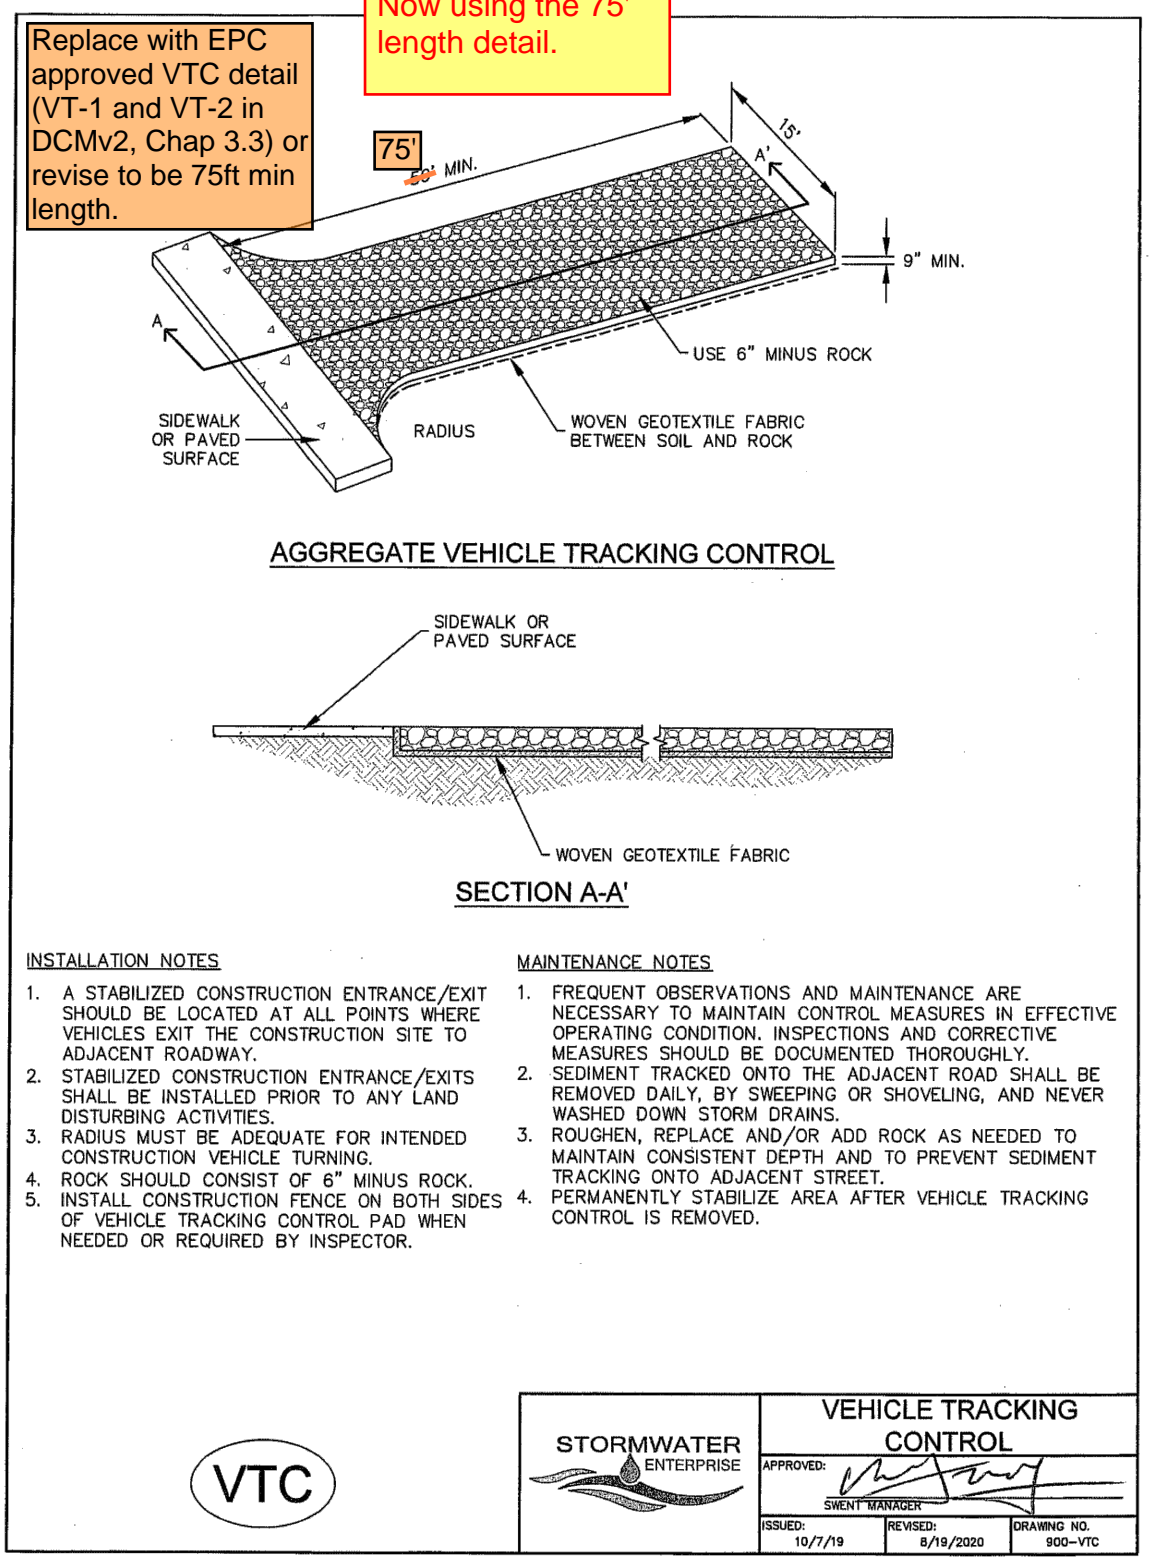 Now using the 75'
length detail.
Replace with EPC
approved VTC detail
(VT-1 and VT-2 in
DCMv2, Chap 3.3) or
revise to be 75ft min
length.
75'
50' MIN.
15'
A'
9" MIN.
A
USE 6" MINUS ROCK
SIDEWALK
OR PAVED
SURFACE
RADIUS
WOVEN GEOTEXTILE FABRIC
BETWEEN SOIL AND ROCK
AGGREGATE VEHICLE TRACKING CONTROL
SIDEWALK OR
PAVED SURFACE
WOVEN GEOTEXTILE FABRIC
SECTION A-A'
INSTALLATION NOTES
1. A STABILIZED CONSTRUCTION ENTRANCE/EXIT
SHOULD BE LOCATED AT ALL POINTS WHERE
VEHICLES EXIT THE CONSTRUCTION SITE TO
ADJACENT ROADWAY.
2. STABILIZED CONSTRUCTION ENTRANCE/EXITS
SHALL BE INSTALLED PRIOR TO ANY LAND
DISTURBING ACTIVITIES.
3. RADIUS MUST BE ADEQUATE FOR INTENDED
CONSTRUCTION VEHICLE TURNING.
4. ROCK SHOULD CONSIST OF 6" MINUS ROCK.
5. INSTALL CONSTRUCTION FENCE ON BOTH SIDES
OF VEHICLE TRACKING CONTROL PAD WHEN
NEEDED OR REQUIRED BY INSPECTOR.
MAINTENANCE NOTES
1. FREQUENT OBSERVATIONS AND MAINTENANCE ARE
NECESSARY TO MAINTAIN CONTROL MEASURES IN EFFECTIVE
OPERATING CONDITION. INSPECTIONS AND CORRECTIVE
MEASURES SHOULD BE DOCUMENTED THOROUGHLY.
2. SEDIMENT TRACKED ONTO THE ADJACENT ROAD SHALL BE
REMOVED DAILY, BY SWEEPING OR SHOVELING, AND NEVER
WASHED DOWN STORM DRAINS.
3. ROUGHEN, REPLACE AND/OR ADD ROCK AS NEEDED TO
MAINTAIN CONSISTENT DEPTH AND TO PREVENT SEDIMENT
TRACKING ONTO ADJACENT STREET.
4. PERMANENTLY STABILIZE AREA AFTER VEHICLE TRACKING
CONTROL IS REMOVED.
VTC
STORMWATER
ENTERPRISE
VEHICLE TRACKING
CONTROL
APPROVED:
SWENT MANAGER
ISSUED:
10/7/19
REVISED:
8/19/2020
DRAWING NO.
900-VTC